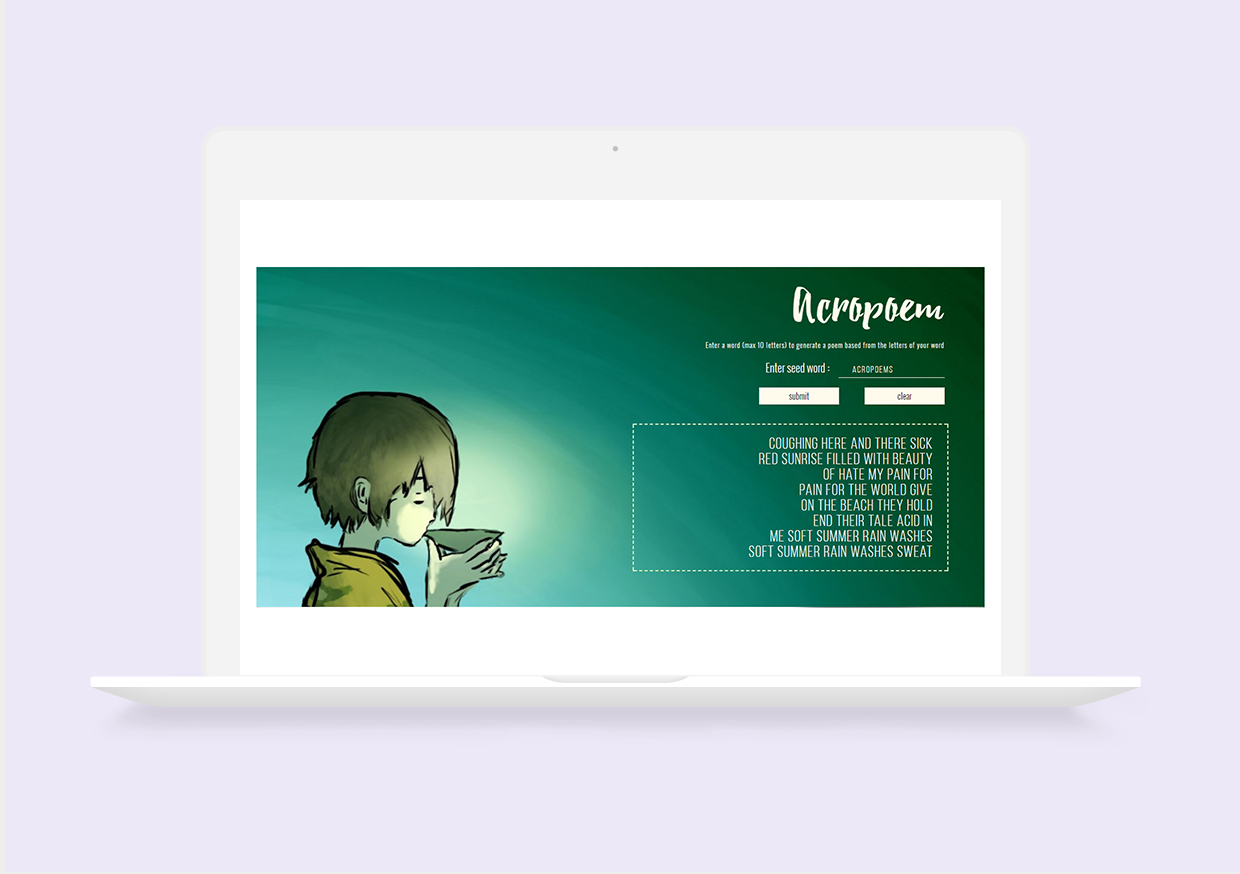 Acropoem
Enter a word (max 10 letters) to generate a poem based from the letters of your word
Enter seed word : ACROPOEMS
submit clear
COUGHING HERE AND THERE SICK
RED SUNRISE FILLED WITH BEAUTY
OF HATE MY PAIN FOR
PAIN FOR THE WORLD GIVE
ON THE BEACH THEY HOLD
END THEIR TALE ACID IN
ME SOFT SUMMER RAIN WASHES
SOFT SUMMER RAIN WASHES SWEAT